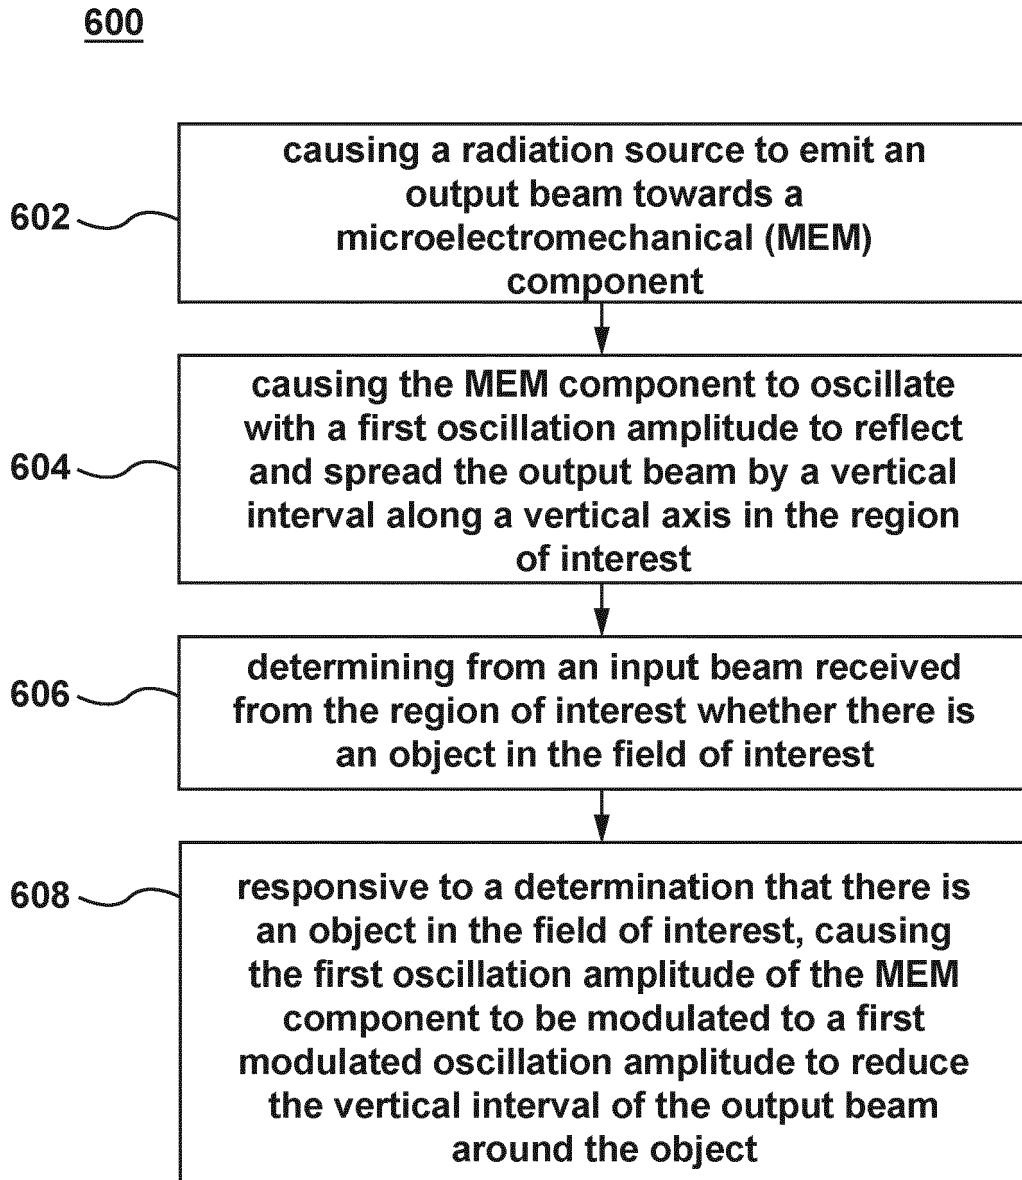 600
602
causing a radiation source to emit an
output beam towards a
microelectromechanical (MEM)
component
604
causing the MEM component to oscillate
with a first oscillation amplitude to reflect
and spread the output beam by a vertical
interval along a vertical axis in the region
of interest
606
determining from an input beam received
from the region of interest whether there is
an object in the field of interest
608
responsive to a determination that there is
an object in the field of interest, causing
the first oscillation amplitude of the MEM
component to be modulated to a first
modulated oscillation amplitude to reduce
the vertical interval of the output beam
around the object